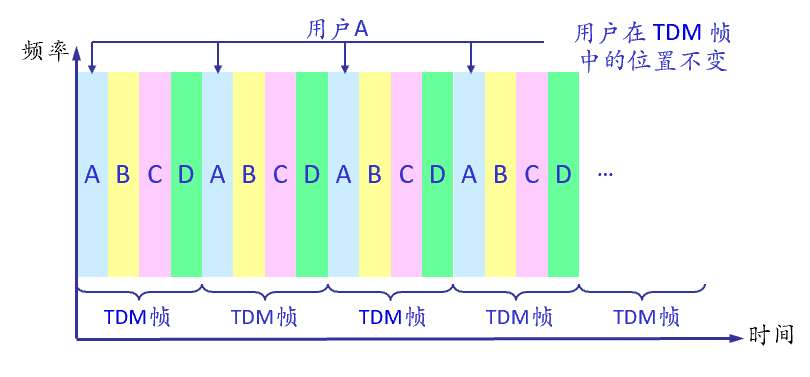 用户A
用户在 TDM 帧
中的位置不变
频率
A B C D A B C D A B C D A B C D ...
TDM帧 TDM帧 TDM帧 TDM帧 TDM帧
时间